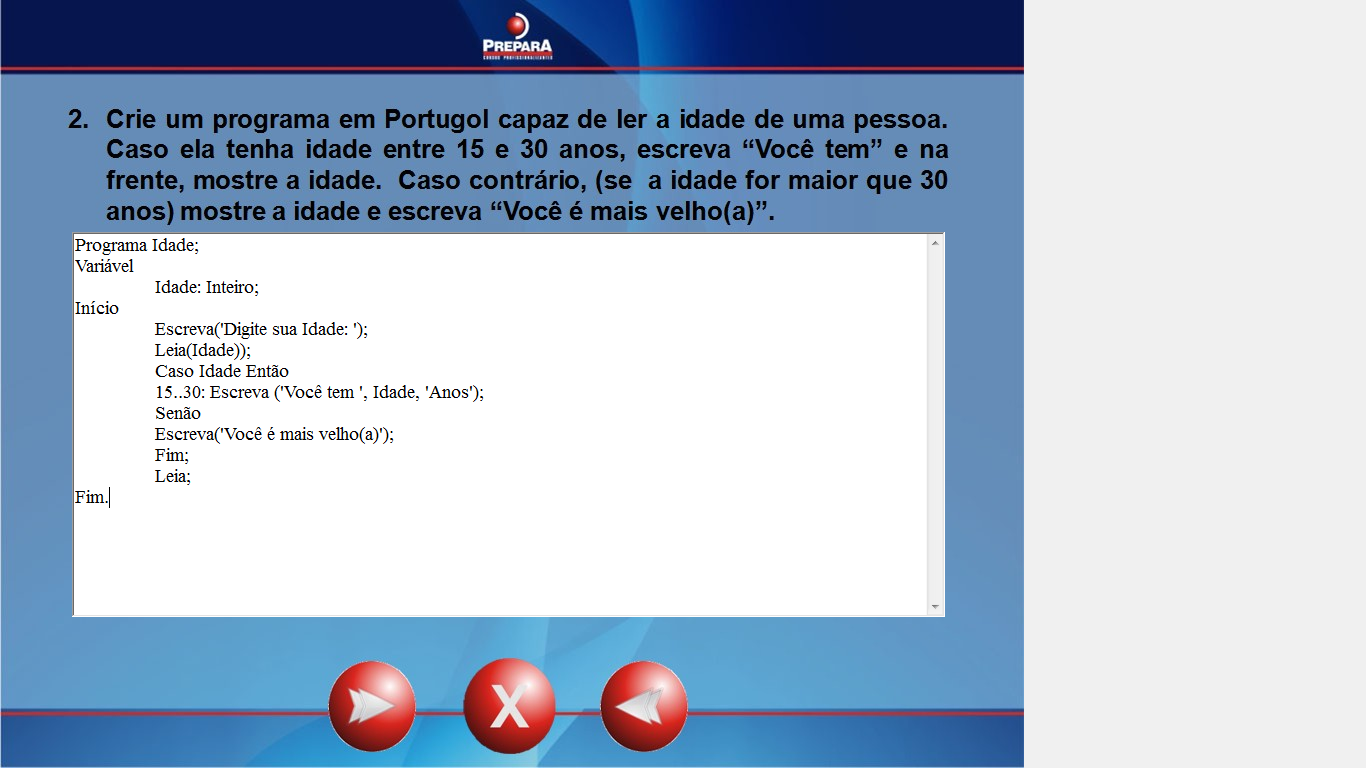 PREPARA
CURSOS PROFISSIONALIZANTES
2. Crie um programa em Portugol capaz de ler a idade de uma pessoa.
Caso ela tenha idade entre 15 e 30 anos, escreva “Você tem” e na
frente, mostre a idade. Caso contrário, (se a idade for maior que 30
anos) mostre a idade e escreva “Você é mais velho(a)”.
Programa Idade;
Variável
Idade: Inteiro;
Início
Escreva('Digite sua Idade: ');
Leia(Idade));
Caso Idade Então
15..30: Escreva ('Você tem ', Idade, 'Anos');
Senão
Escreva('Você é mais velho(a)');
Fim;
Leia;
Fim.
X